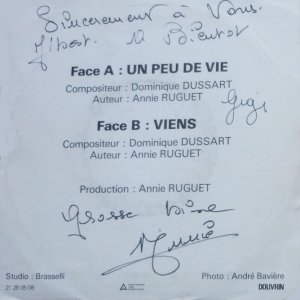 Sincèrement à Vous.
A Bientot
Face A : UN PEU DE VIE
Compositeur : Dominique DUSSART
Auteur : Annie RUGUET
Gigi
Face B : VIENS
Compositeur : Dominique DUSSART
Auteur : Annie RUGUET
Production : Annie RUGUET
Grosse Bise
Studio : Brasselli
Photo : André Bavière
21 28 05 06
DOUVRIN